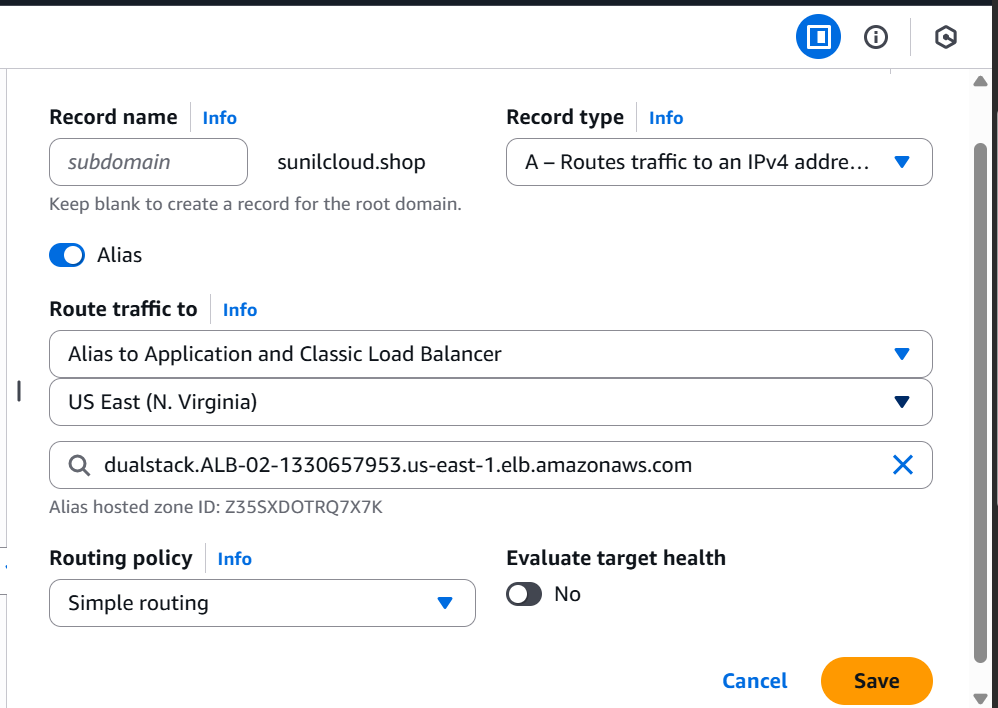 Record name Info
Record type Info
subdomain sunilcloud.shop
A – Routes traffic to an IPv4 addre...
Keep blank to create a record for the root domain.
Alias
Route traffic to Info
Alias to Application and Classic Load Balancer
US East (N. Virginia)
dualstack.ALB-02-1330657953.us-east-1.elb.amazonaws.com
Alias hosted zone ID: Z35SXDOTRQ7X7K
Routing policy Info
Evaluate target health
Simple routing
No
Cancel
Save